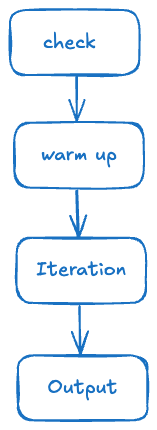 check
warm up
Iteration
Output